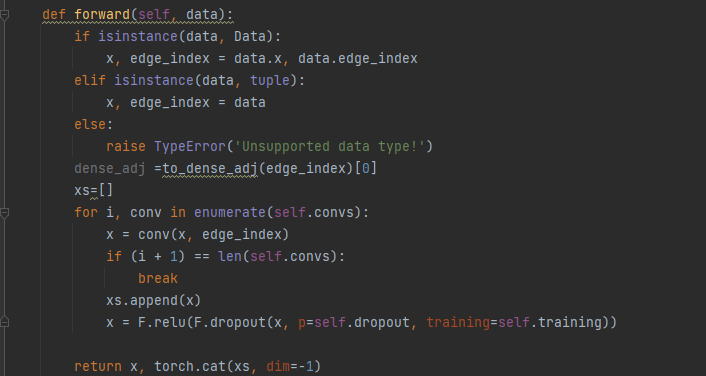 def forward(self, data):
    if isinstance(data, Data):
        x, edge_index = data.x, data.edge_index
    elif isinstance(data, tuple):
        x, edge_index = data
    else:
        raise TypeError('Unsupported data type!')
    dense_adj =to_dense_adj(edge_index)[0]
    xs=[]
    for i, conv in enumerate(self.convs):
        x = conv(x, edge_index)
        if (i + 1) == len(self.convs):
            break
        xs.append(x)
        x = F.relu(F.dropout(x, p=self.dropout, training=self.training))

    return x, torch.cat(xs, dim=-1)